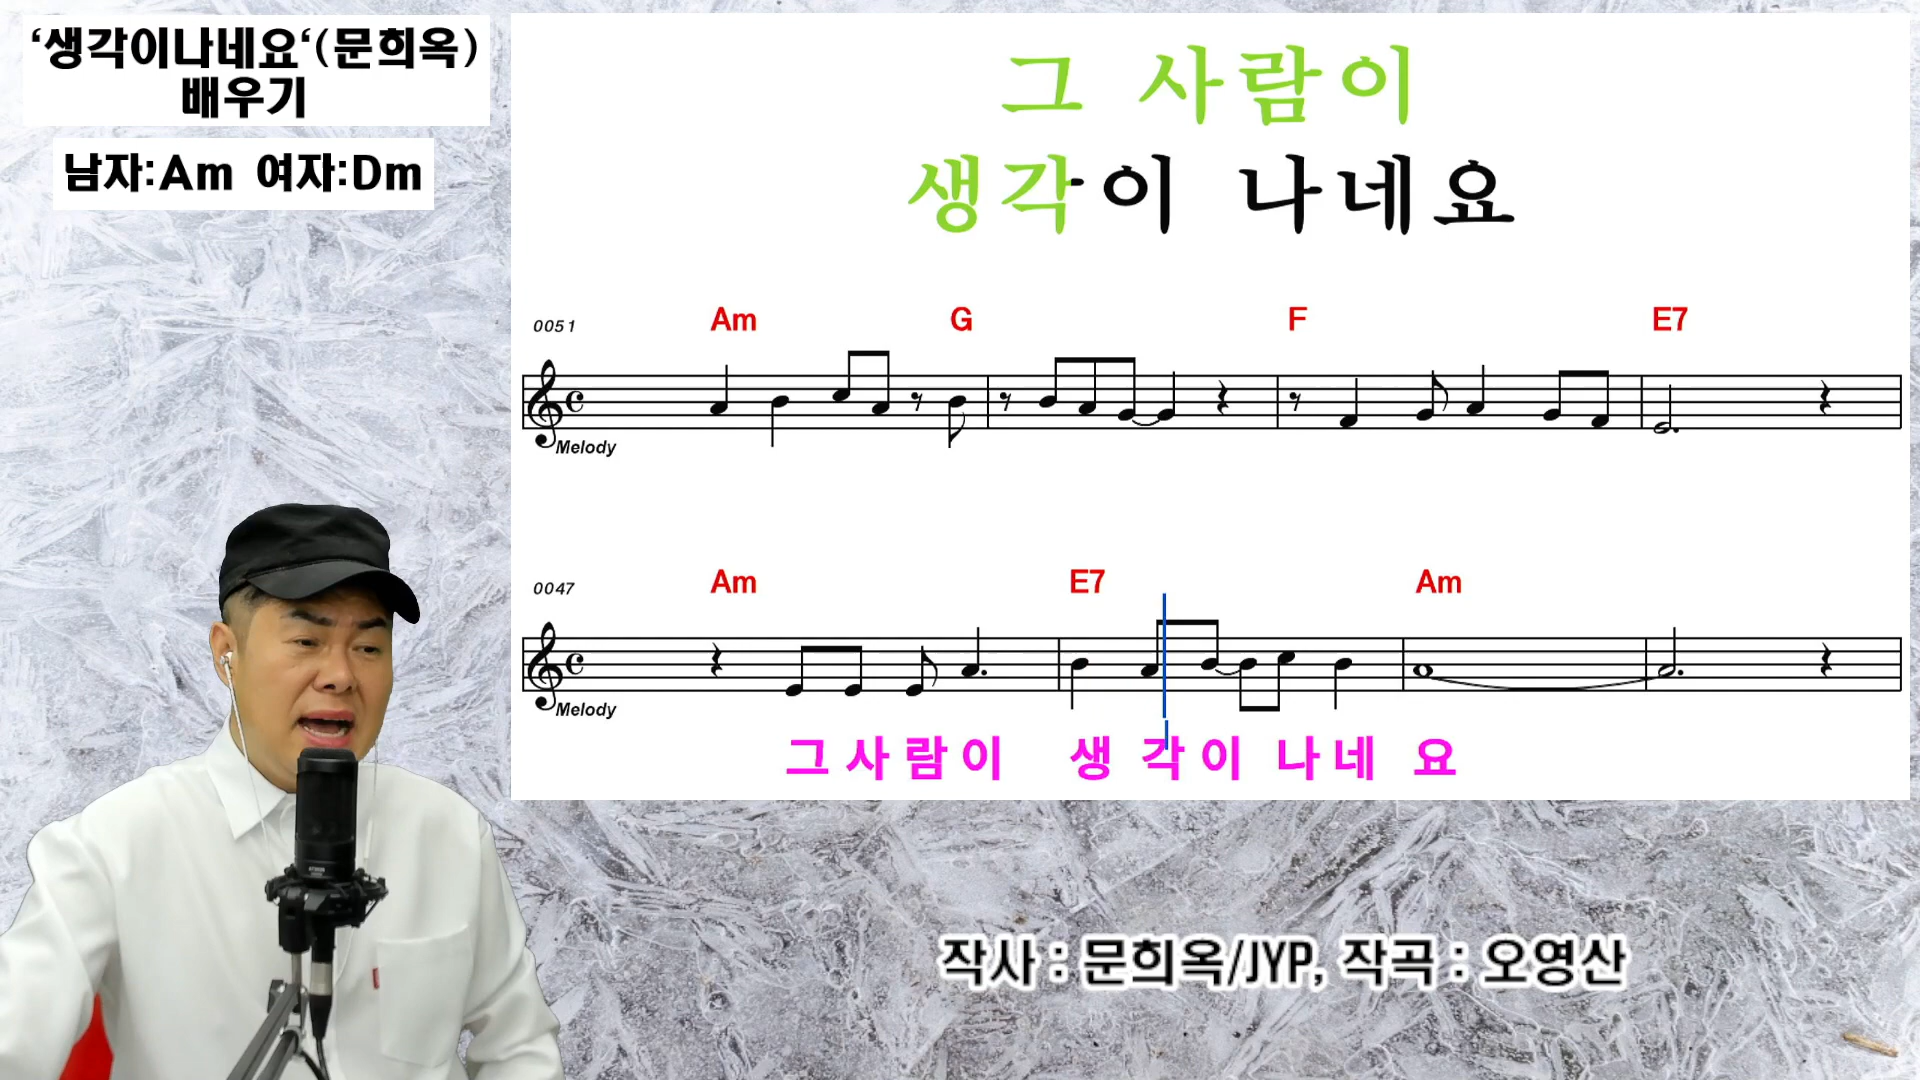 ‘생각이나네요‘(문희옥)
배우기
남자:Am 여자:Dm
그 사람이
생각이 나네요
0051 Am G F E7
Melody
0047 Am E7 Am
Melody
그 사 람 이 생 각 이 나 네 요
작사 : 문희옥/JYP, 작곡 : 오영산